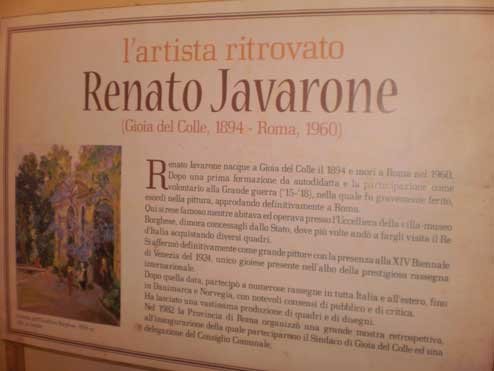 l'artista ritrovato
Renato Javarone
(Gioia del Colle, 1894 - Roma, 1960)
Renato Iavarone nacque a Gioia del Colle il 1894 e morì a Roma nel 1960.
Dopo una prima formazione da autodidatta e la partecipazione come
volontario alla Grande guerra ('15-'18), nella quale fu gravemente ferito,
eccelì nella pittura, approdando definitivamente a Roma.
Qui si rese famoso mentre abitava ed operava presso l'Uccelliera della villa-museo
Borghese, dimora concessagli dallo Stato, dove più volte andò a fargli visita il Re
d'Italia acquistando diversi quadri.
Si affermò definitivamente come grande pittore con la presenza alla XIV Biennale
di Venezia del 1924, unico gioiese presente nell'albo della prestigiosa rassegna
internazionale.
Dopo quella data, partecipò a numerose rassegne in tutta Italia e all'estero, fino
in Danimarca e Norvegia, con notevoli consensi di pubblico e di critica.
Ha lasciato una vastissima produzione di quadri e di disegni.
Nel 1982 la Provincia di Roma organizzò una grande mostra retrospettiva,
all'inaugurazione della quale parteciparono il Sindaco di Gioia del Colle ed una
delegazione del Consiglio Comunale.